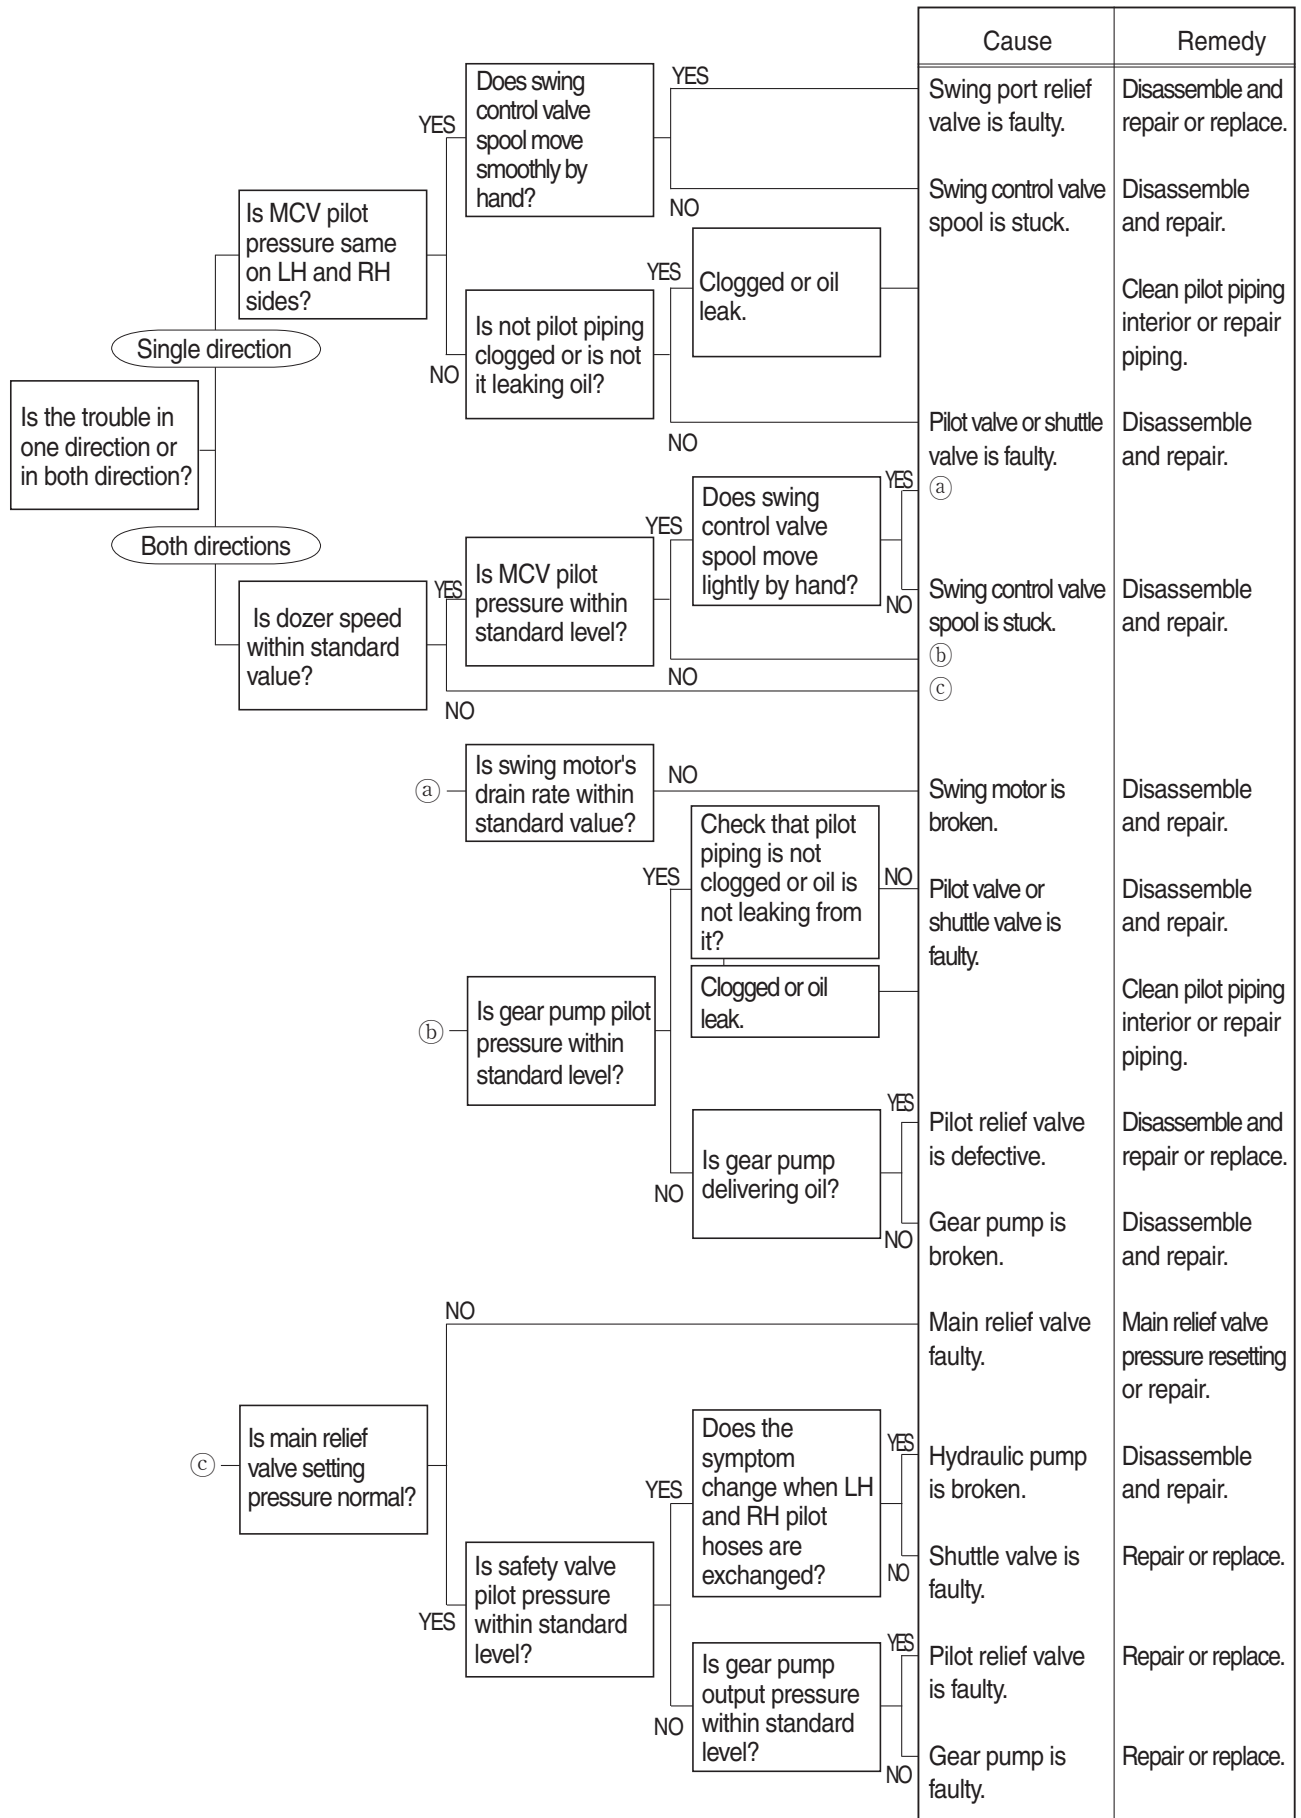 Cause
Remedy
YES
Does swing
control valve
spool move
smoothly by
hand?
YES
Swing port relief
valve is faulty.
Disassemble and
repair or replace.
NO
Swing control valve
spool is stuck.
Disassemble
and repair.
Is MCV pilot
pressure same
on LH and RH
sides?
YES
Clogged or oil
leak.
Clean pilot piping
interior or repair
piping.
Is not pilot piping
clogged or is not
it leaking oil?
NO
Single direction
NO
Pilot valve or shuttle
valve is faulty.
Disassemble
and repair.
Is the trouble in
one direction or
in both direction?
Both directions
YES
Does swing
control valve
spool move
lightly by hand?
YES
ⓐ
NO
Swing control valve
spool is stuck.
Disassemble
and repair.
YES
Is MCV pilot
pressure within
standard level?
Is dozer speed
within standard
value?
ⓑ
NO
ⓒ
NO
ⓐ
Is swing motor's
drain rate within
standard value?
NO
Swing motor is
broken.
Disassemble
and repair.
YES
Check that pilot
piping is not
clogged or oil is
not leaking from
it?
NO
Pilot valve or
shuttle valve is
faulty.
Disassemble
and repair.
Clogged or oil
leak.
Clean pilot piping
interior or repair
piping.
ⓑ
Is gear pump pilot
pressure within
standard level?
NO
Is gear pump
delivering oil?
YES
Pilot relief valve
is defective.
Disassemble and
repair or replace.
NO
Gear pump is
broken.
Disassemble
and repair.
NO
Main relief valve
faulty.
Main relief valve
pressure resetting
or repair.
ⓒ
Is main relief
valve setting
pressure normal?
YES
Does the
symptom
change when LH
and RH pilot
hoses are
exchanged?
YES
Hydraulic pump
is broken.
Disassemble
and repair.
NO
Shuttle valve is
faulty.
Repair or replace.
YES
Is safety valve
pilot pressure
within standard
level?
NO
Is gear pump
output pressure
within standard
level?
YES
Pilot relief valve
is faulty.
Repair or replace.
NO
Gear pump is
faulty.
Repair or replace.